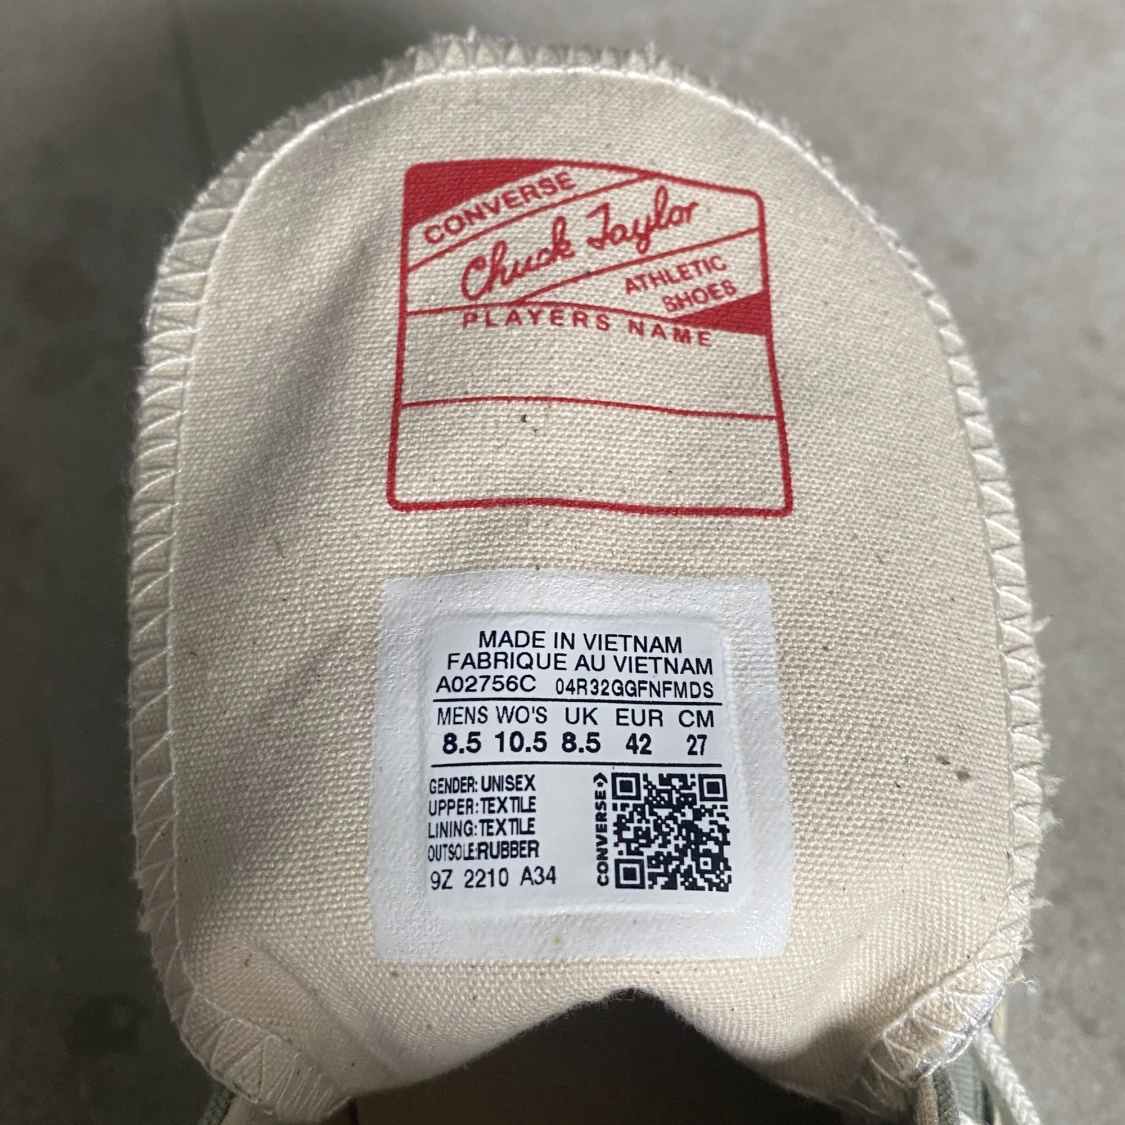 CONVERSE
Chuck Taylor
ATHLETIC
SHOES
PLAYERS NAME
MADE IN VIETNAM
FABRIQUE AU VIETNAM
A02756C 04R32GGFNFMDS
MENS WO'S UK EUR CM
8.5 10.5 8.5 42 27
GENDER: UNISEX
UPPER: TEXTILE
LINING: TEXTILE
OUTSOLE: RUBBER
9Z 2210 A34
CONVERSE